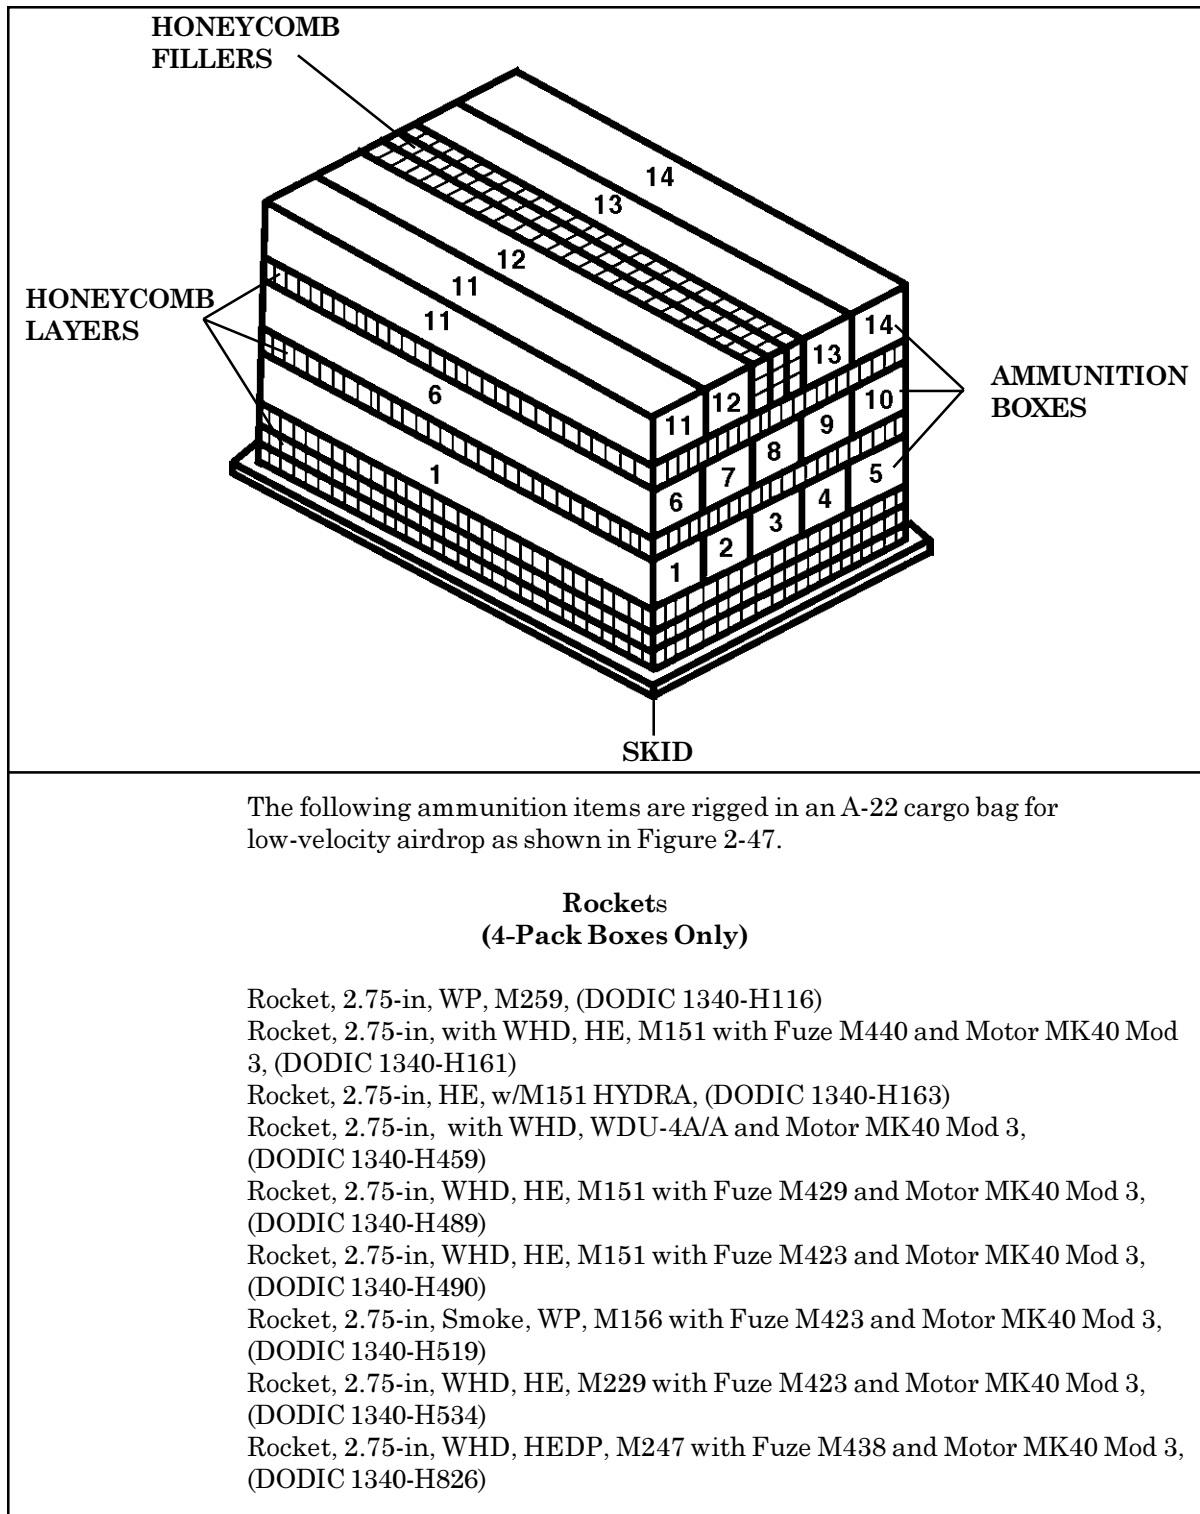 HONEYCOMB
FILLERS
14
13
12
11
11
6
1
HONEYCOMB
LAYERS
14
13
12
11
10
9
8
7
6
5
4
3
2
1
AMMUNITION
BOXES
SKID
The following ammunition items are rigged in an A-22 cargo bag for
low-velocity airdrop as shown in Figure 2-47.
Rockets
(4-Pack Boxes Only)
Rocket, 2.75-in, WP, M259, (DODIC 1340-H116)
Rocket, 2.75-in, with WHD, HE, M151 with Fuze M440 and Motor MK40 Mod
3, (DODIC 1340-H161)
Rocket, 2.75-in, HE, w/M151 HYDRA, (DODIC 1340-H163)
Rocket, 2.75-in, with WHD, WDU-4A/A and Motor MK40 Mod 3,
(DODIC 1340-H459)
Rocket, 2.75-in, WHD, HE, M151 with Fuze M429 and Motor MK40 Mod 3,
(DODIC 1340-H489)
Rocket, 2.75-in, WHD, HE, M151 with Fuze M423 and Motor MK40 Mod 3,
(DODIC 1340-H490)
Rocket, 2.75-in, Smoke, WP, M156 with Fuze M423 and Motor MK40 Mod 3,
(DODIC 1340-H519)
Rocket, 2.75-in, WHD, HE, M229 with Fuze M423 and Motor MK40 Mod 3,
(DODIC 1340-H534)
Rocket, 2.75-in, WHD, HEDP, M247 with Fuze M438 and Motor MK40 Mod 3,
(DODIC 1340-H826)